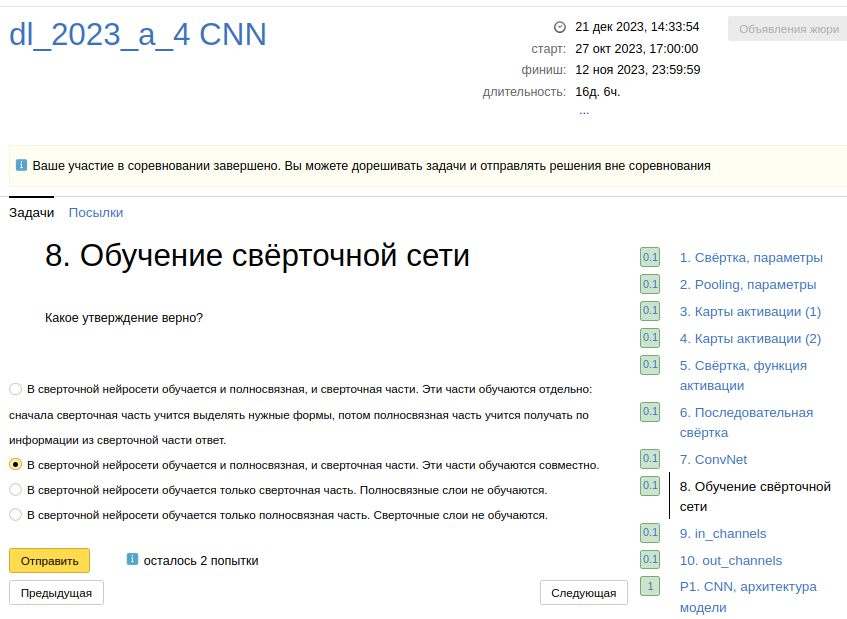 dl_2023_a_4 CNN
21 дек 2023, 14:33:54
Объявления жюри
старт: 27 окт 2023, 17:00:00
финиш: 12 ноя 2023, 23:59:59
длительность: 16д. 6ч.
...
Ваше участие в соревновании завершено. Вы можете дорешивать задачи и отправлять решения вне соревнования
Задачи Посылки
8. Обучение свёрточной сети
Какое утверждение верно?
В сверточной нейросети обучается и полносвязная, и сверточная части. Эти части обучаются отдельно:
сначала сверточная часть учится выделять нужные формы, потом полносвязная часть учится получать по
информации из сверточной части ответ.
В сверточной нейросети обучается и полносвязная, и сверточная части. Эти части обучаются совместно.
В сверточной нейросети обучается только сверточная часть. Полносвязные слои не обучаются.
В сверточной нейросети обучается только полносвязная часть. Сверточные слои не обучаются.
Отправить
осталось 2 попытки
Предыдущая
Следующая
0.1 1. Свёртка, параметры
0.1 2. Pooling, параметры
0.1 3. Карты активации (1)
0.1 4. Карты активации (2)
0.1 5. Свёртка, функция
активации
0.1 6. Последовательная
свёртка
0.1 7. ConvNet
0.1 8. Обучение свёрточной
сети
0.1 9. in_channels
0.1 10. out_channels
1 P1. CNN, архитектура
модели